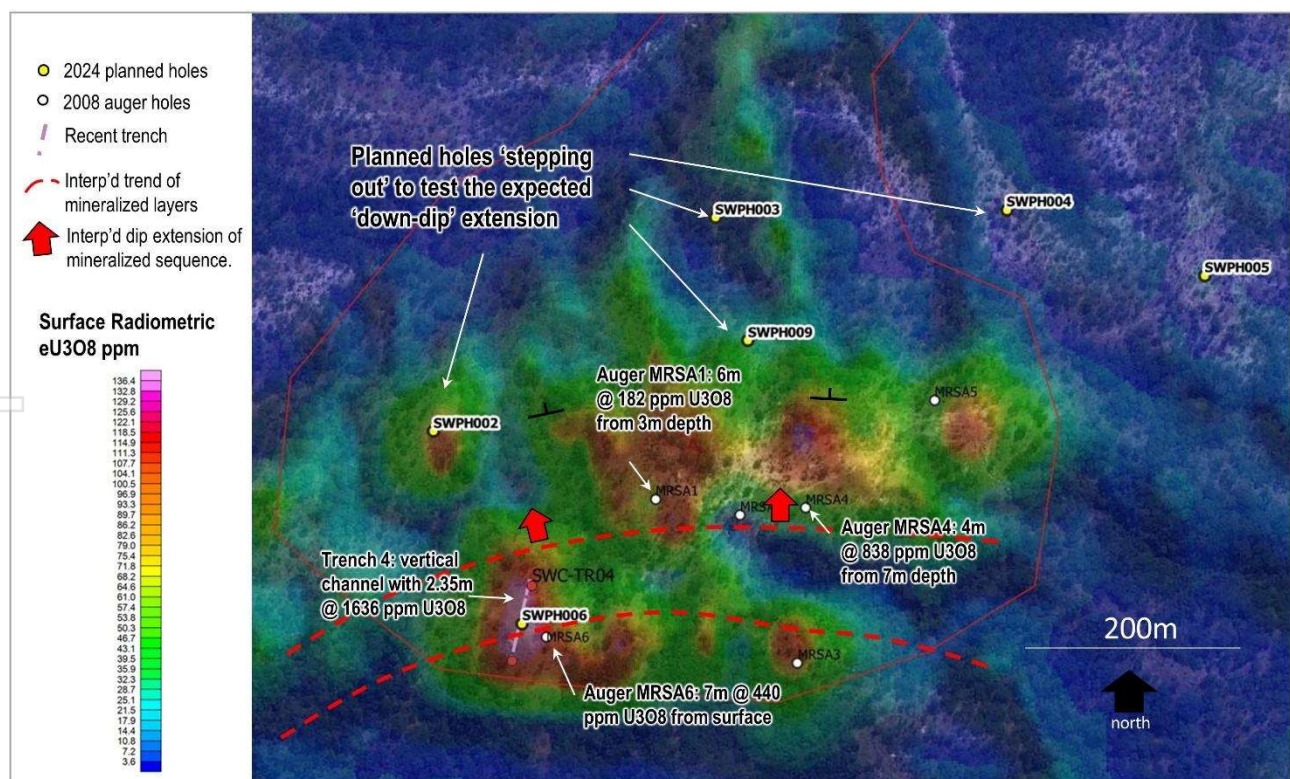 2024 planned holes
2008 auger holes
Recent trench
Interp'd trend of
mineralized layers
Interp'd dip extension of
mineralized sequence.
Surface Radiometric
eU3O8 ppm
136.4
132.8
129.2
125.6
122.1
118.5
114.9
111.3
107.7
104.1
100.5
96.9
93.3
89.7
86.2
82.6
79.0
75.4
71.8
68.2
64.6
61.0
57.4
53.8
50.3
46.7
43.1
39.5
35.9
32.3
28.7
25.1
21.5
17.9
14.4
10.8
7.2
3.6
Planned holes 'stepping
out' to test the expected
'down-dip' extension
SWPH003
SWPH004
SWPH005
SWPH009
Auger MRSA1: 6m
@ 182 ppm U3O8
from 3m depth
MRSA5
SWPH002
MRSA1
MRSA4
Auger MRSA4: 4m
@ 838 ppm U3O8
from 7m depth
Trench 4: vertical
channel with 2.35m
@ 1636 ppm U3O8
SWC-TR04
SWPH006
MRSA6
MRSA3
Auger MRSA6: 7m @ 440
ppm U3O8 from surface
200m
north